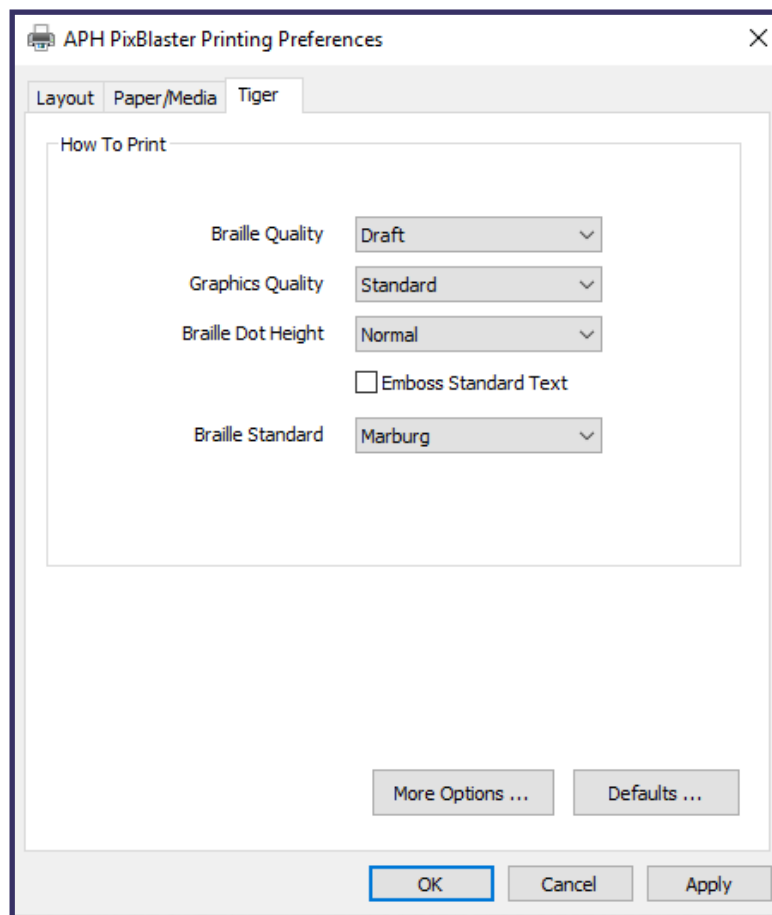 APH PixBlaster Printing Preferences
Layout Paper/Media Tiger
How To Print
Braille Quality Draft
Graphics Quality Standard
Braille Dot Height Normal
Emboss Standard Text
Braille Standard Marburg
More Options ... Defaults ...
OK Cancel Apply